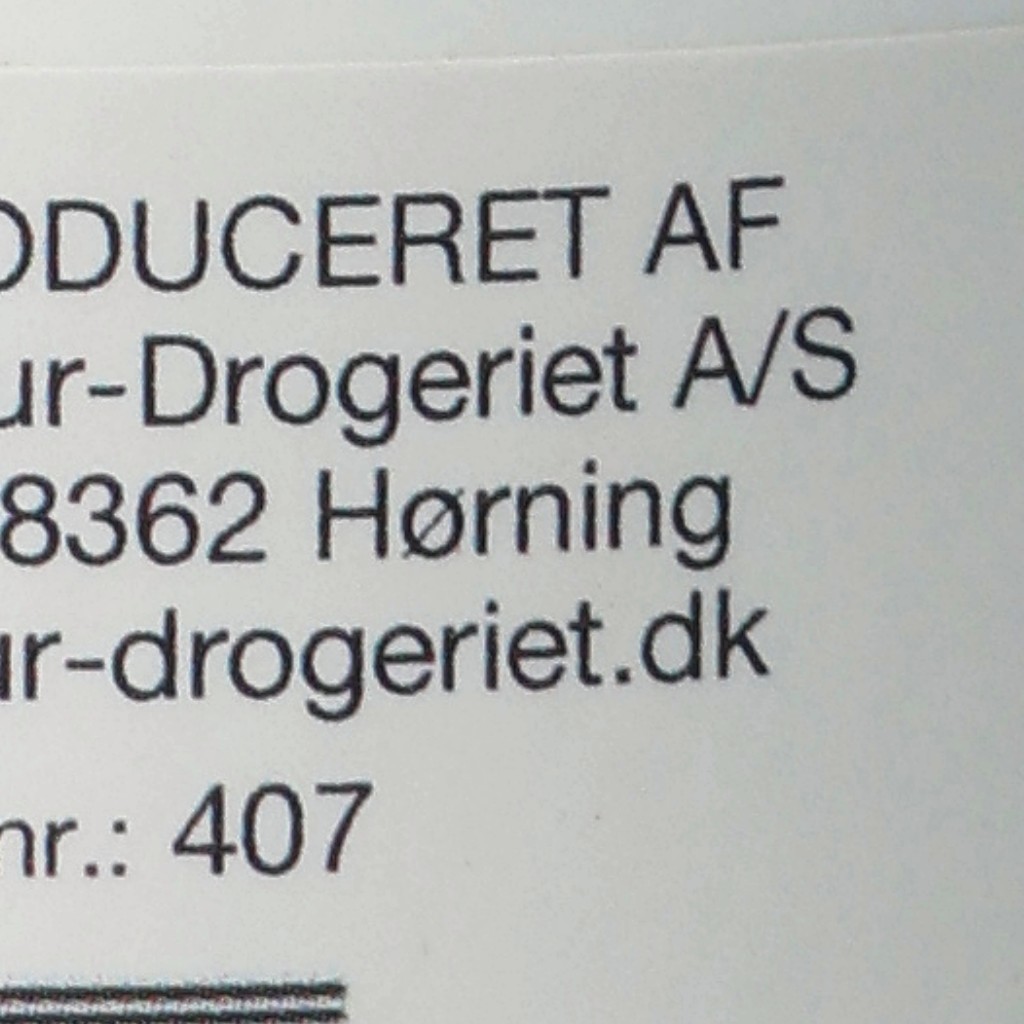 ODUCERET AF
ur-Drogeriet A/S
8362 Hørning
ur-drogeriet.dk
nr.: 407